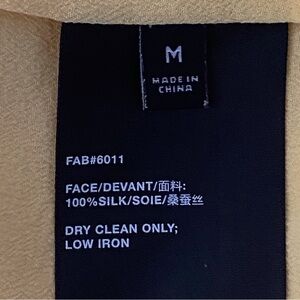 M
MADE IN
CHINA
FAB#6011
FACE/DEVANT/面料:
100%SILK/SOIE/桑蚕丝
DRY CLEAN ONLY;
LOW IRON